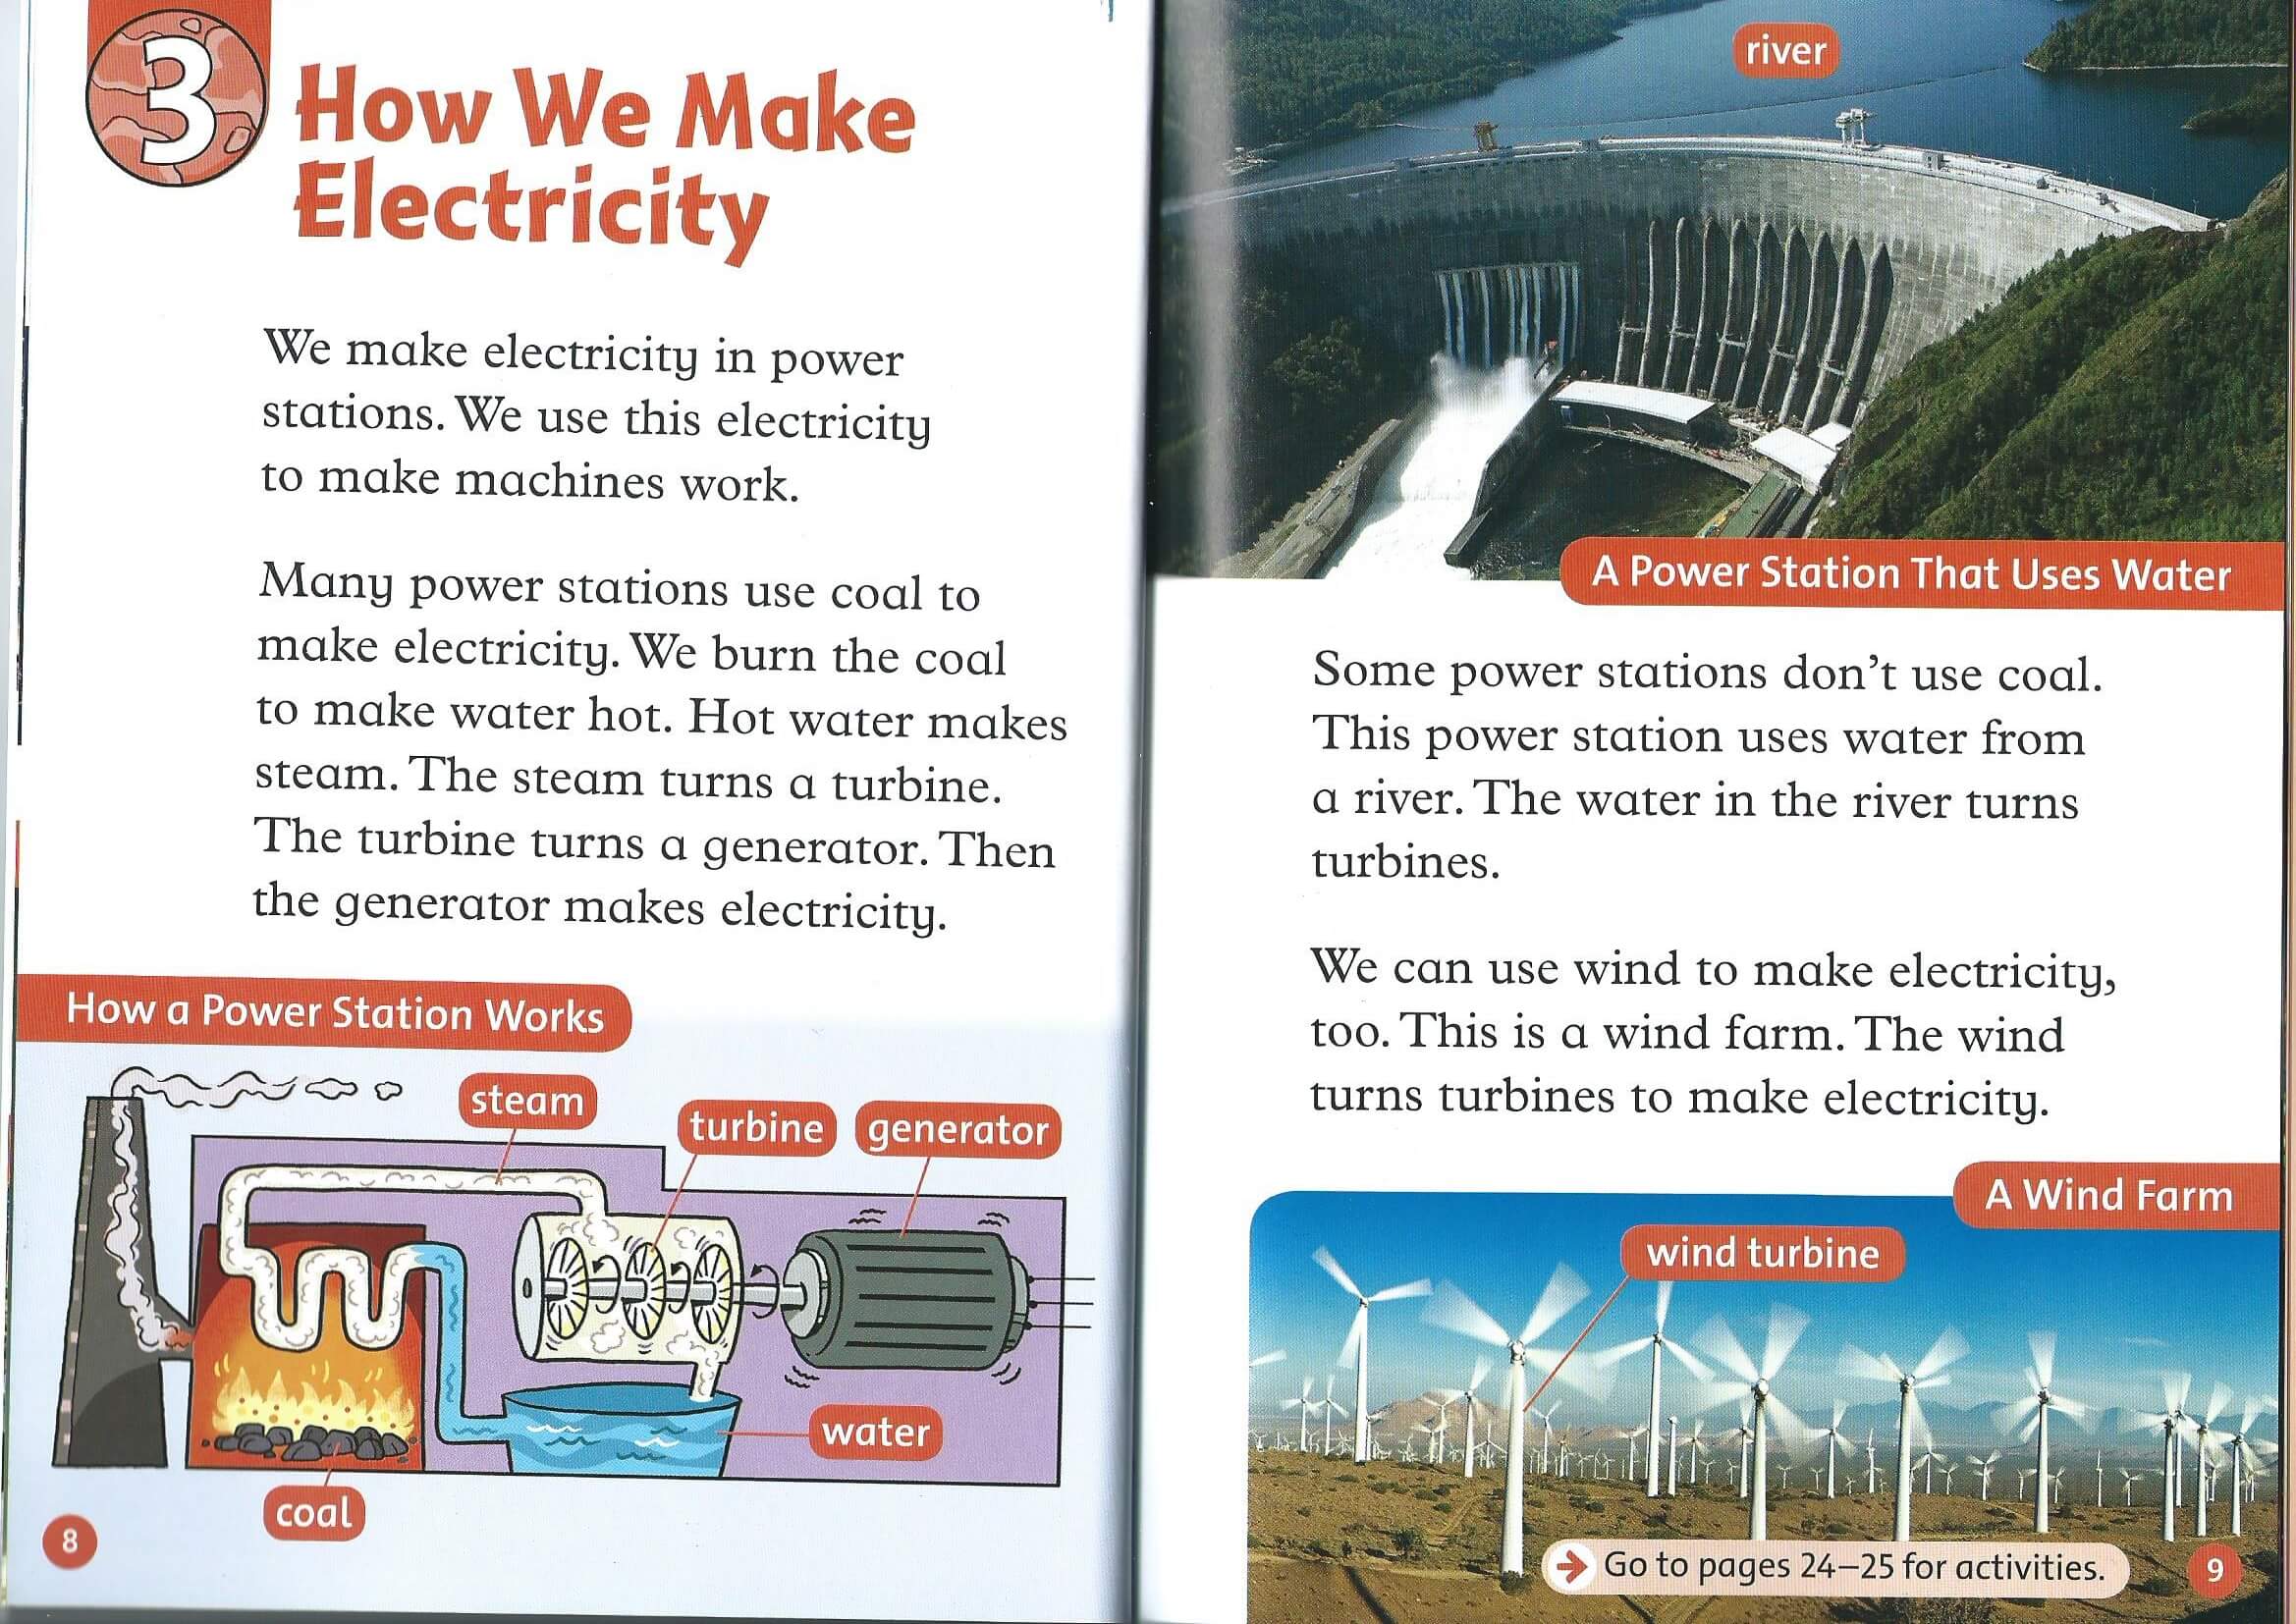 3
How We Make
Electricity
We make electricity in power
stations. We use this electricity
to make machines work.
Many power stations use coal to
make electricity. We burn the coal
to make water hot. Hot water makes
steam. The steam turns a turbine.
The turbine turns a generator. Then
the generator makes electricity.
How a Power Station Works
steam
turbine
generator
water
coal
8
river
A Power Station That Uses Water
Some power stations don't use coal.
This power station uses water from
a river. The water in the river turns
turbines.
We can use wind to make electricity,
too. This is a wind farm. The wind
turns turbines to make electricity.
A Wind Farm
wind turbine
Go to pages 24–25 for activities.
9